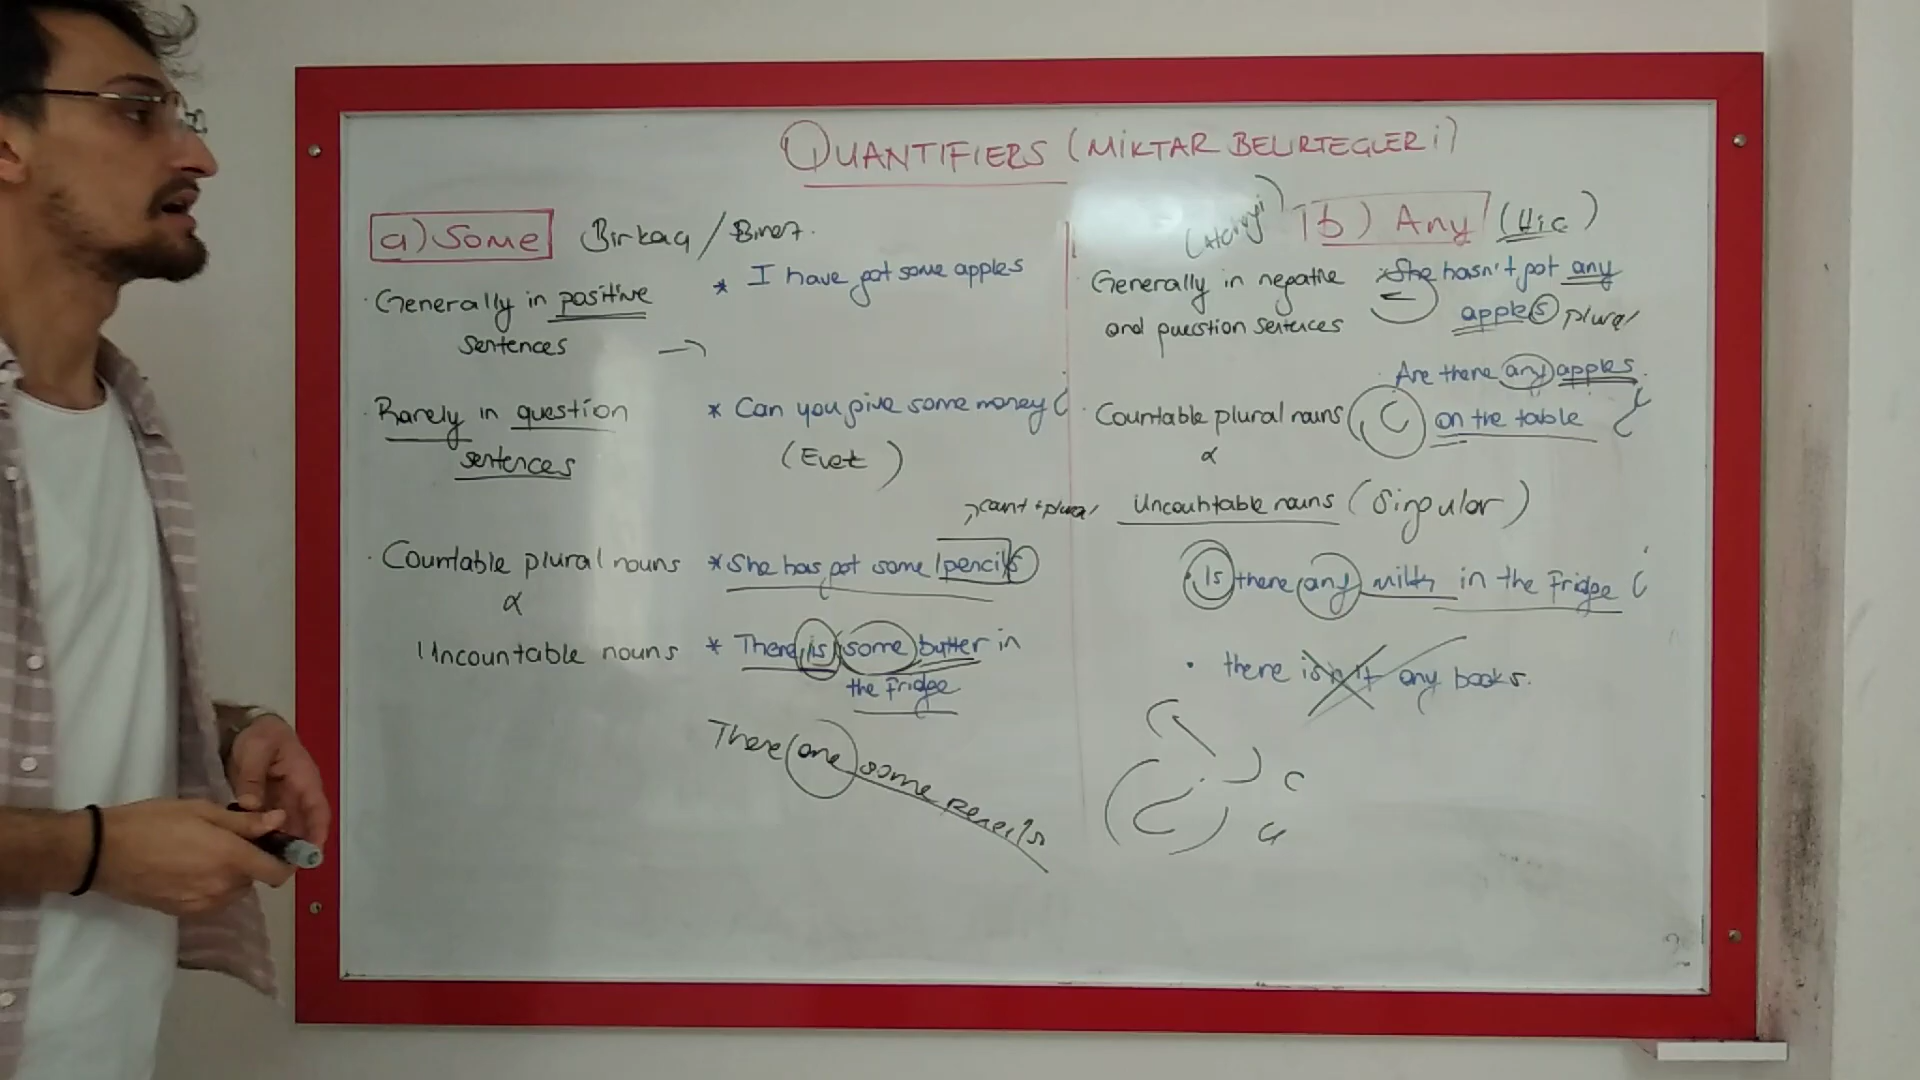 QUANTIFIERS (MİKTAR BELİRTEÇLERİ)
a) Some Birkaç / Biraz.
Generally in positive
sentences
* I have got some apples
Rarely in question
sentences
* Can you give some money ?
(Evet)
Countable plural nouns
* She has got some pencils
count + plural
Uncountable nouns
* There is some butter in
the Fridge
There are some pencils
b) Any (Hiç)
Generally in negative
and question sentences
* She hasn't got any
apples plural
Are there any apples
on the table ?
Countable plural nouns
Uncountable nouns (Singular)
Is there any milk in the Fridge ?
there isn't any books.